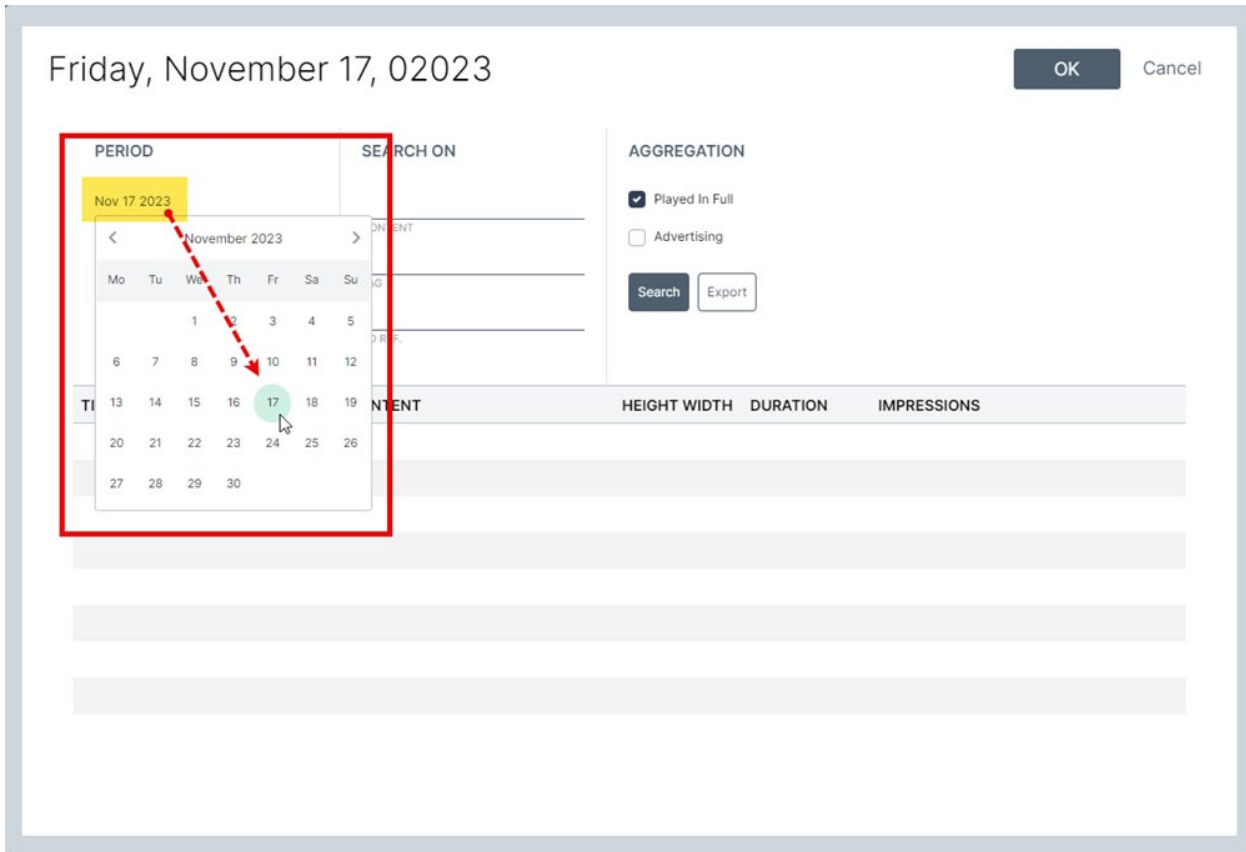 Friday, November 17, 02023
OK
Cancel
PERIOD
SEARCH ON
AGGREGATION
Nov 17 2023
Played In Full
Advertising
Search
Export
November 2023
Mo Tu We Th Fr Sa Su
1 2 3 4 5
6 7 8 9 10 11 12
13 14 15 16 17 18 19
20 21 22 23 24 25 26
27 28 29 30
HEIGHT WIDTH DURATION IMPRESSIONS